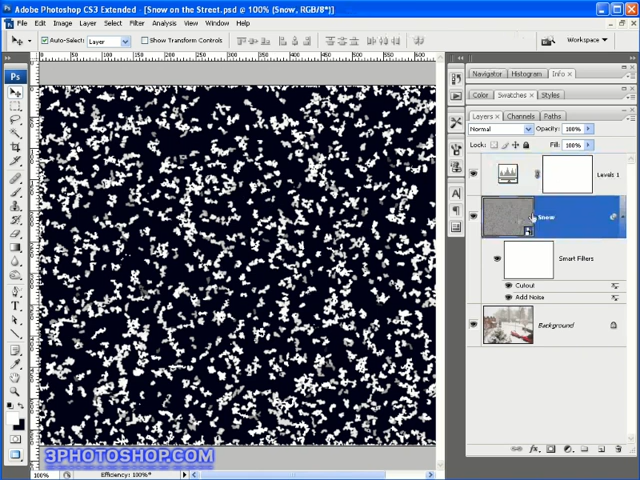 Adobe Photoshop CS3 Extended - [Snow on the Street.psd @ 100% (Snow, RGB/8*)]
File Edit Image Layer Select Filter Analysis View Window Help
Auto-Select: Layer Show Transform Controls Workspace
Navigator Histogram Info
Color Swatches Styles
Layers Channels Paths
Normal Opacity: 100%
Lock: Fill: 100%
Levels 1
Snow
Smart Filters
Cutout
Add Noise
Background
3PHOTOSHOP.COM
100% Efficiency: 100%*